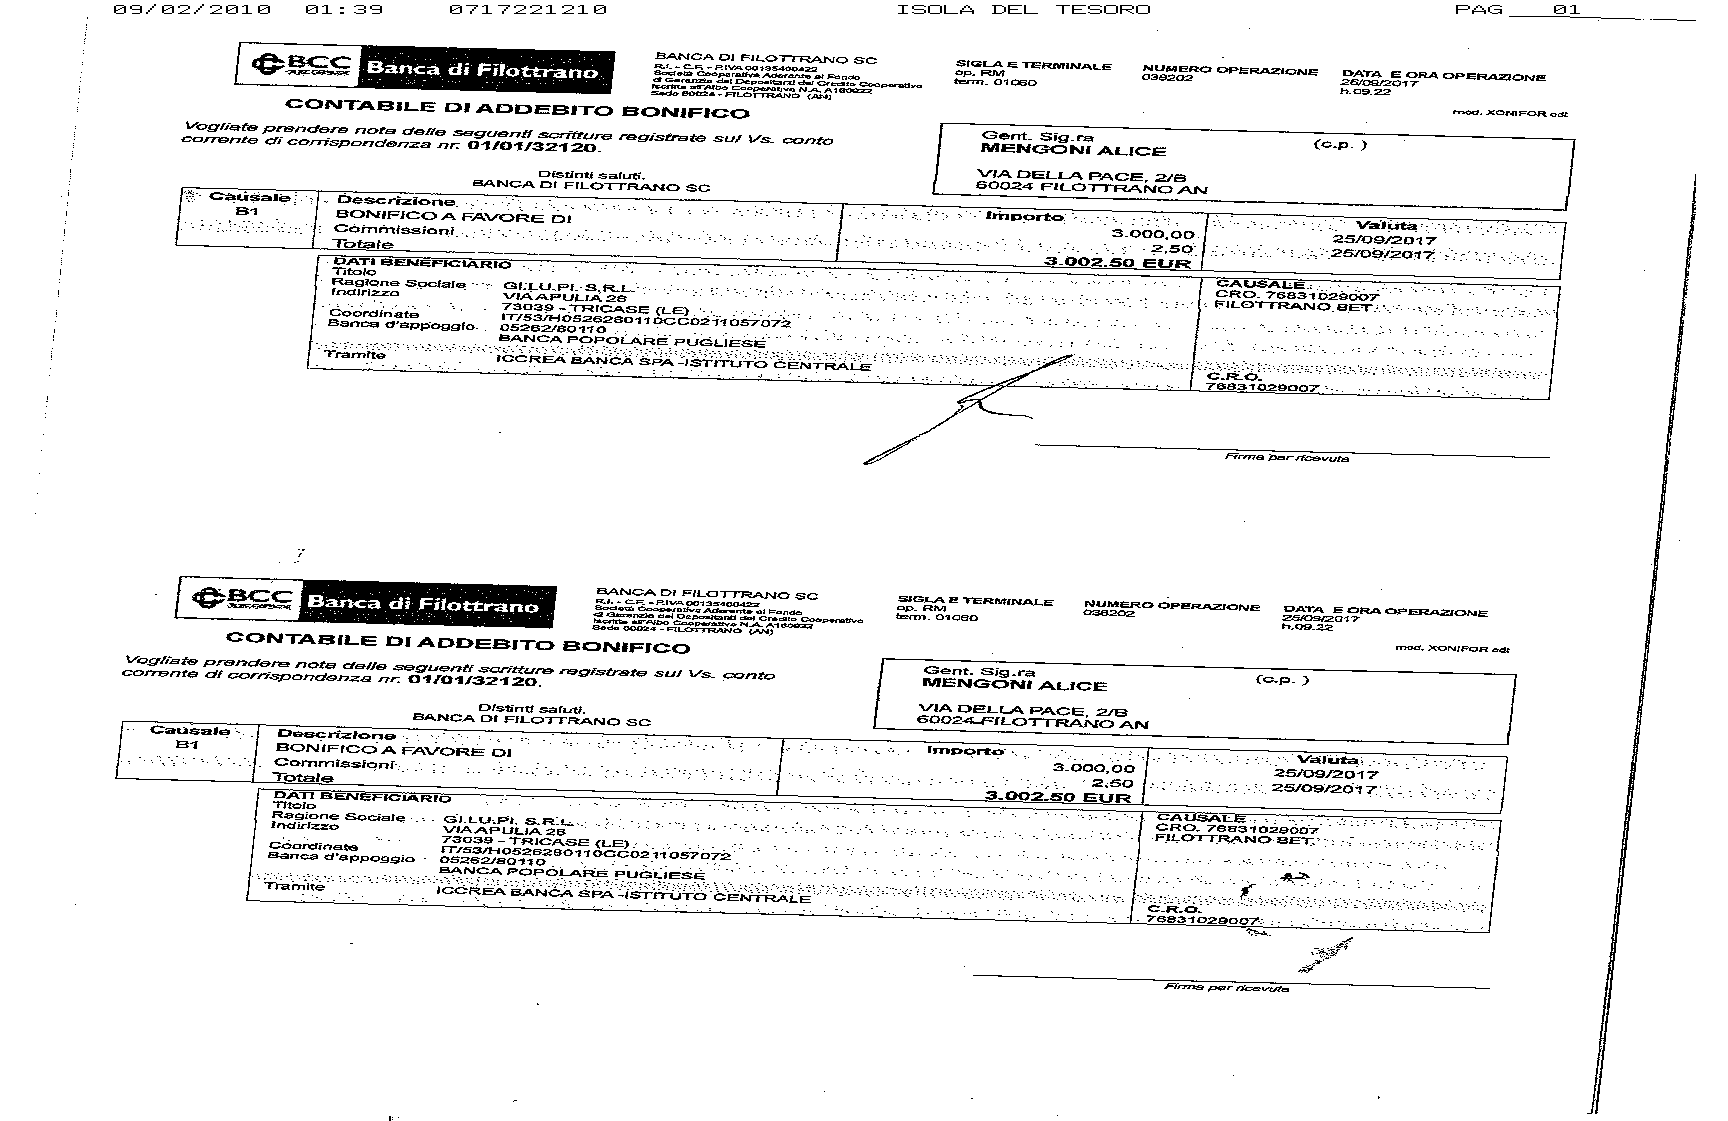 09/02/2010 01:39 0717221210 ISOLA DEL TESORO PAG 01
BCC Banca di Filottrano
BANCA DI FILOTTRANO SC
R.I. - C.F. - P.IVA 00135400422
Società Cooperativa Aderente al Fondo
di Garanzia dei Depositanti del Credito Cooperativo
Iscritta all'Albo Cooperative N.A. A160022
Sede 60024 - FILOTTRANO (AN)
SIGLA E TERMINALE
op. RM
term. 01060
NUMERO OPERAZIONE
038202
DATA E ORA OPERAZIONE
25/09/2017
h.09.22
CONTABILE DI ADDEBITO BONIFICO
mod. XONIFOR edt
Vogliate prendere nota delle seguenti scritture registrate sul Vs. conto
corrente di corrispondenza nr. 01/01/32120.
Gent. Sig.ra (c.p. )
MENGONI ALICE
VIA DELLA PACE, 2/B
60024 FILOTTRANO AN
Distinti saluti.
BANCA DI FILOTTRANO SC
Causale Descrizione Importo Valuta
B1 BONIFICO A FAVORE DI 3.000,00 25/09/2017
Commissioni 2,50 25/09/2017
Totale 3.002.50 EUR
DATI BENEFICIARIO
Titolo
Ragione Sociale GI.LU.PI. S.R.L.
Indirizzo VIA APULIA 26
73039 - TRICASE (LE)
Coordinate IT/53/H0526280110CC0211057072
Banca d'appoggio 05262/80110
BANCA POPOLARE PUGLIESE
Tramite ICCREA BANCA SPA -ISTITUTO CENTRALE
CAUSALE
CRO. 76831029007
FILOTTRANO BET.
C.R.O.
76831029007
Firma per ricevuta
BCC Banca di Filottrano
BANCA DI FILOTTRANO SC
R.I. - C.F. - P.IVA 00135400422
Società Cooperativa Aderente al Fondo
di Garanzia dei Depositanti del Credito Cooperativo
Iscritta all'Albo Cooperative N.A. A160022
Sede 60024 - FILOTTRANO (AN)
SIGLA E TERMINALE
op. RM
term. 01060
NUMERO OPERAZIONE
038202
DATA E ORA OPERAZIONE
25/09/2017
h.09.22
CONTABILE DI ADDEBITO BONIFICO
mod. XONIFOR edt
Vogliate prendere nota delle seguenti scritture registrate sul Vs. conto
corrente di corrispondenza nr. 01/01/32120.
Gent. Sig.ra (c.p. )
MENGONI ALICE
VIA DELLA PACE, 2/B
60024 FILOTTRANO AN
Distinti saluti.
BANCA DI FILOTTRANO SC
Causale Descrizione Importo Valuta
B1 BONIFICO A FAVORE DI 3.000,00 25/09/2017
Commissioni 2,50 25/09/2017
Totale 3.002.50 EUR
DATI BENEFICIARIO
Titolo
Ragione Sociale GI.LU.PI. S.R.L.
Indirizzo VIA APULIA 26
73039 - TRICASE (LE)
Coordinate IT/53/H0526280110CC0211057072
Banca d'appoggio 05262/80110
BANCA POPOLARE PUGLIESE
Tramite ICCREA BANCA SPA -ISTITUTO CENTRALE
CAUSALE
CRO. 76831029007
FILOTTRANO BET.
C.R.O.
76831029007
Firma per ricevuta